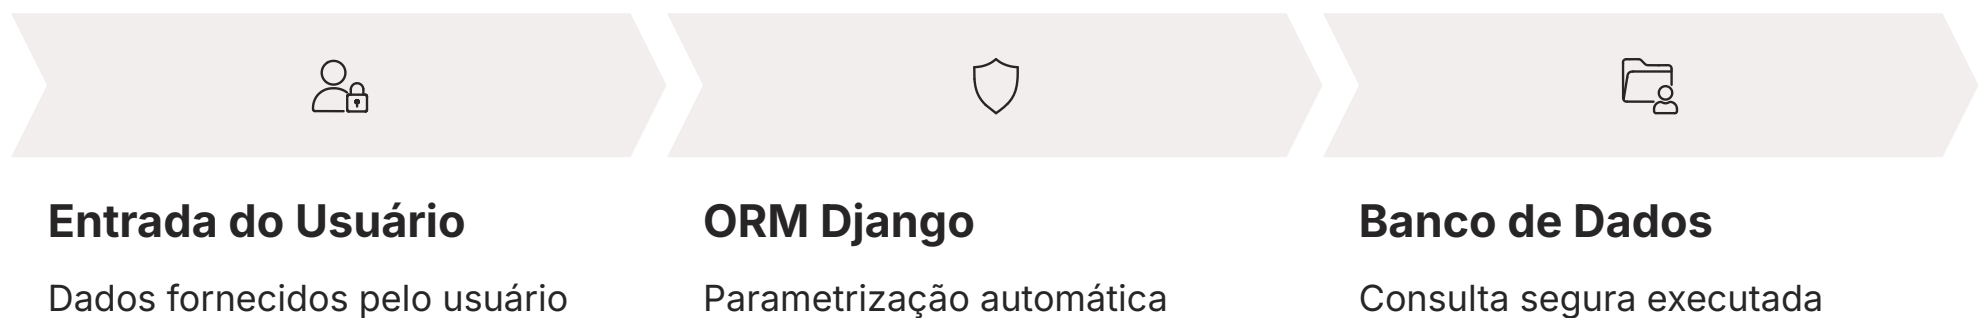 Entrada do Usuário
Dados fornecidos pelo usuário
ORM Django
Parametrização automática
Banco de Dados
Consulta segura executada